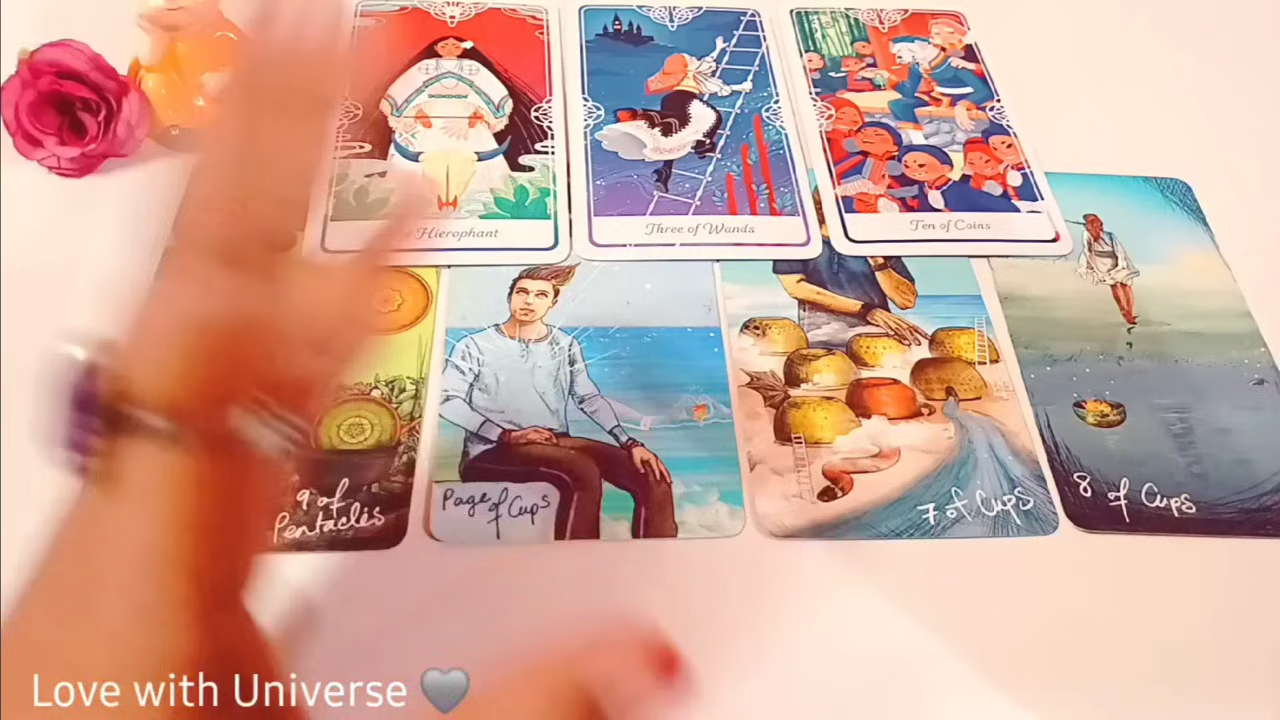 Hierophant
Three of Wands
Ten of Coins
9 of
Pentacles
Page of Cups
7 of Cups
8 of Cups
Love with Universe 🩶